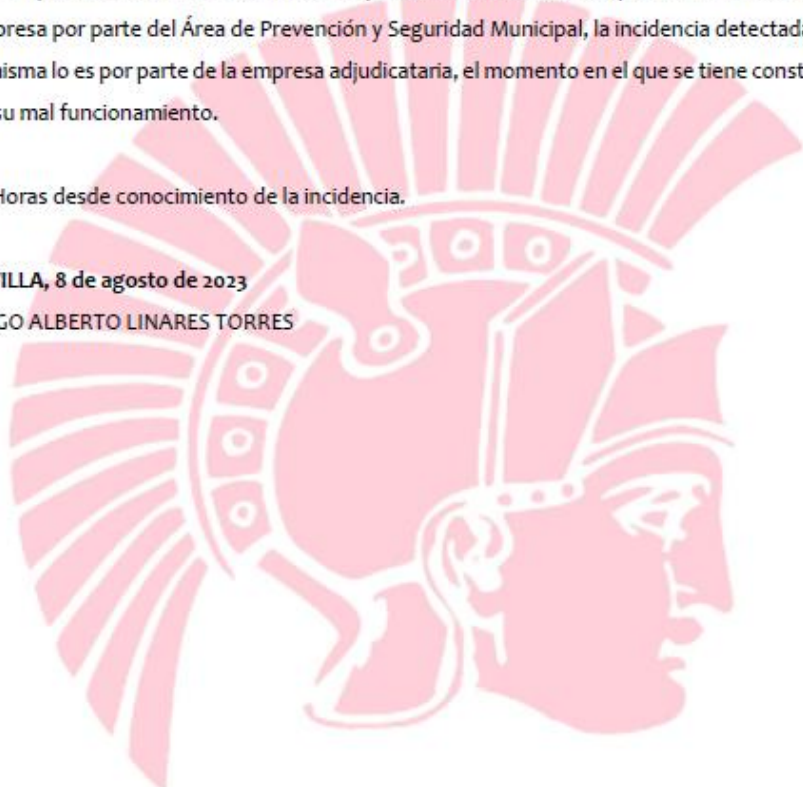 presa por parte del Área de Prevención y Seguridad Municipal, la incidencia detectada
isma lo es por parte de la empresa adjudicataria, el momento en el que se tiene const
su mal funcionamiento.
Horas desde conocimiento de la incidencia.
ILLA, 8 de agosto de 2023
GO ALBERTO LINARES TORRES